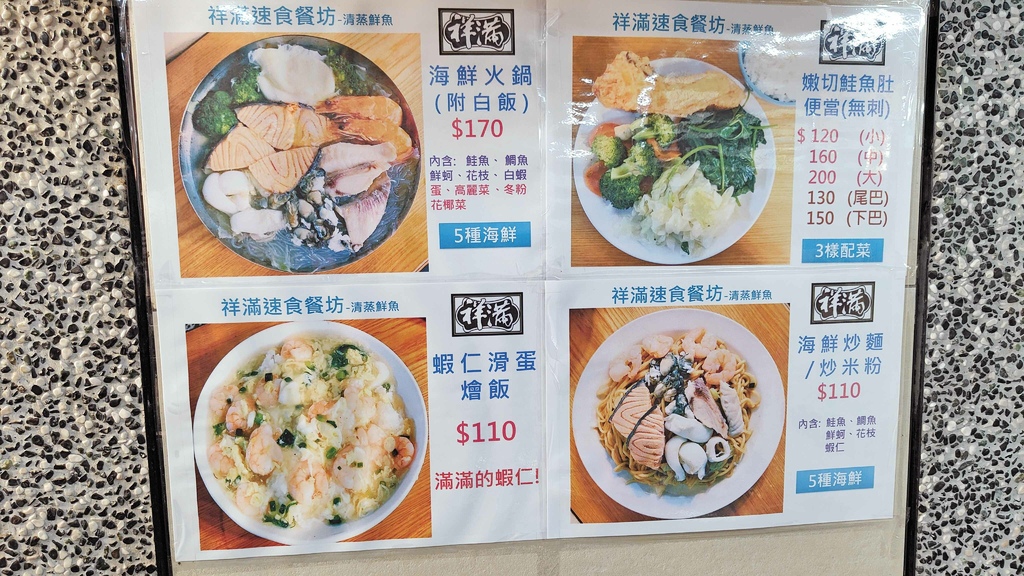 祥滿速食餐坊-清蒸鮮魚
祥滿
海鮮火鍋
(附白飯)
$170
內含: 鮭魚、鯛魚
鮮蚵、花枝、白蝦
蛋、高麗菜、冬粉
花椰菜
5種海鮮
祥滿速食餐坊-清蒸鮮魚
祥滿
嫩切鮭魚肚
便當(無刺)
$ 120 (小)
160 (中)
200 (大)
130 (尾巴)
150 (下巴)
3樣配菜
祥滿速食餐坊-清蒸鮮魚
祥滿
蝦仁滑蛋
燴飯
$110
滿滿的蝦仁!
祥滿速食餐坊-清蒸鮮魚
祥滿
海鮮炒麵
/炒米粉
$110
內含: 鮭魚、鯛魚
鮮蚵、花枝
蝦仁
5種海鮮